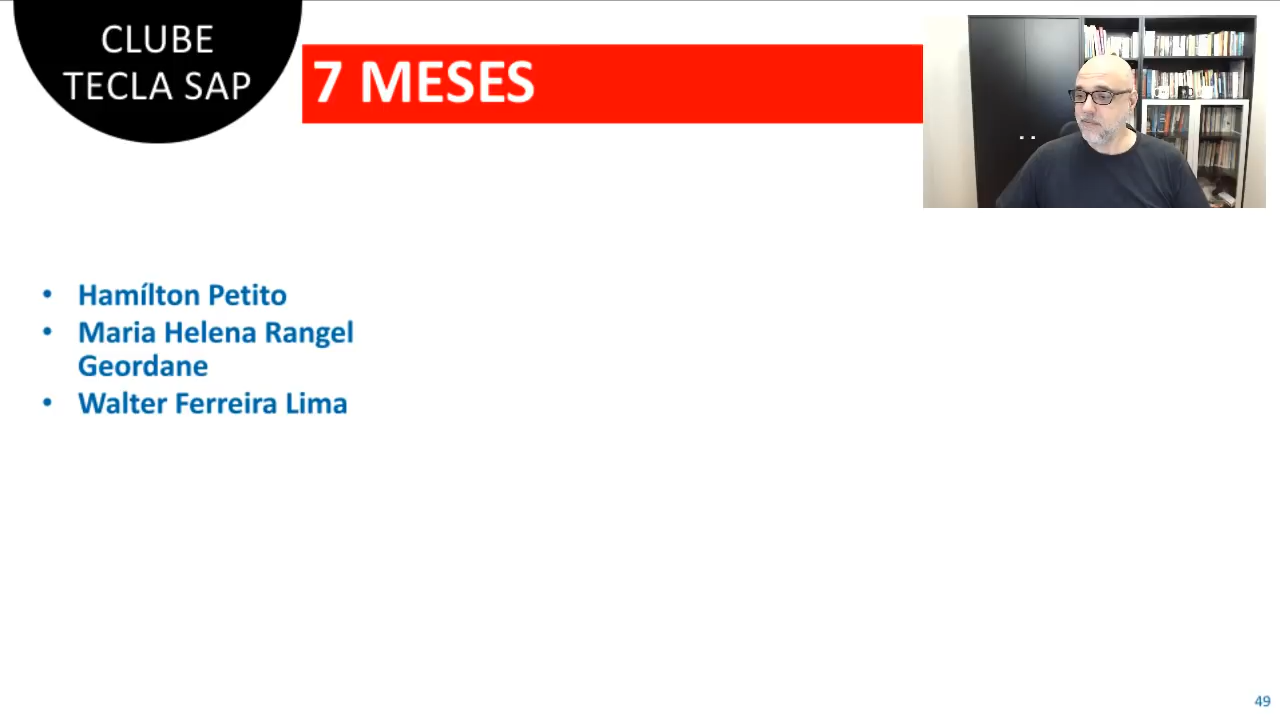 CLUBE
TECLA SAP
7 MESES
• Hamílton Petito
• Maria Helena Rangel
Geordane
• Walter Ferreira Lima
49